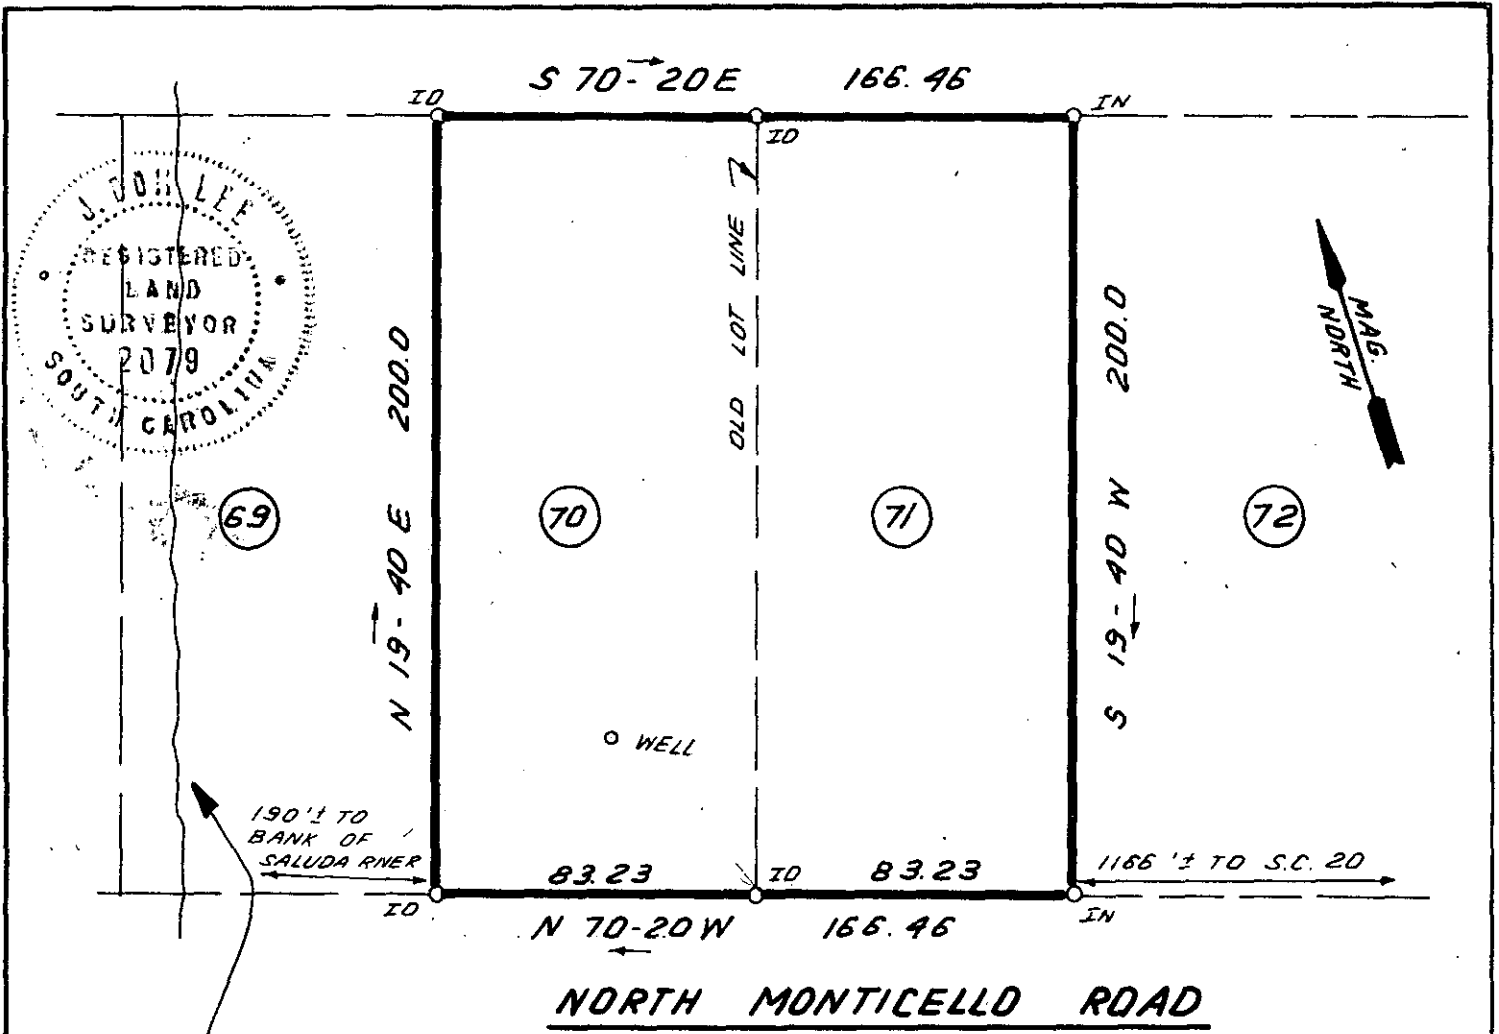 S 70-20E 166.46
IO
IN
IO
J. DON LEE
REGISTERED
LAND
SURVEYOR
2079
SOUTH CAROLINA
OLD LOT LINE
N 19-40 E 200.0
S 19-40 W 200.0
MAG.
NORTH
69
70
71
72
WELL
190'± TO
BANK OF
SALUDA RIVER
83.23
IO
83.23
1166'± TO S.C. 20
IO
IN
N 70-20 W 166.46
NORTH MONTICELLO ROAD